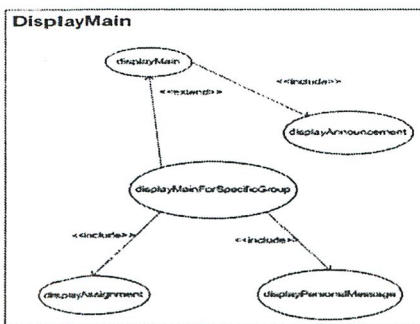 DisplayMain
displayMain
<<include>>
<<extend>>
displayAnnouncement
displayMainForSpecificGroup
<<include>>
<<include>>
displayAssignment
displayPersonalMessage